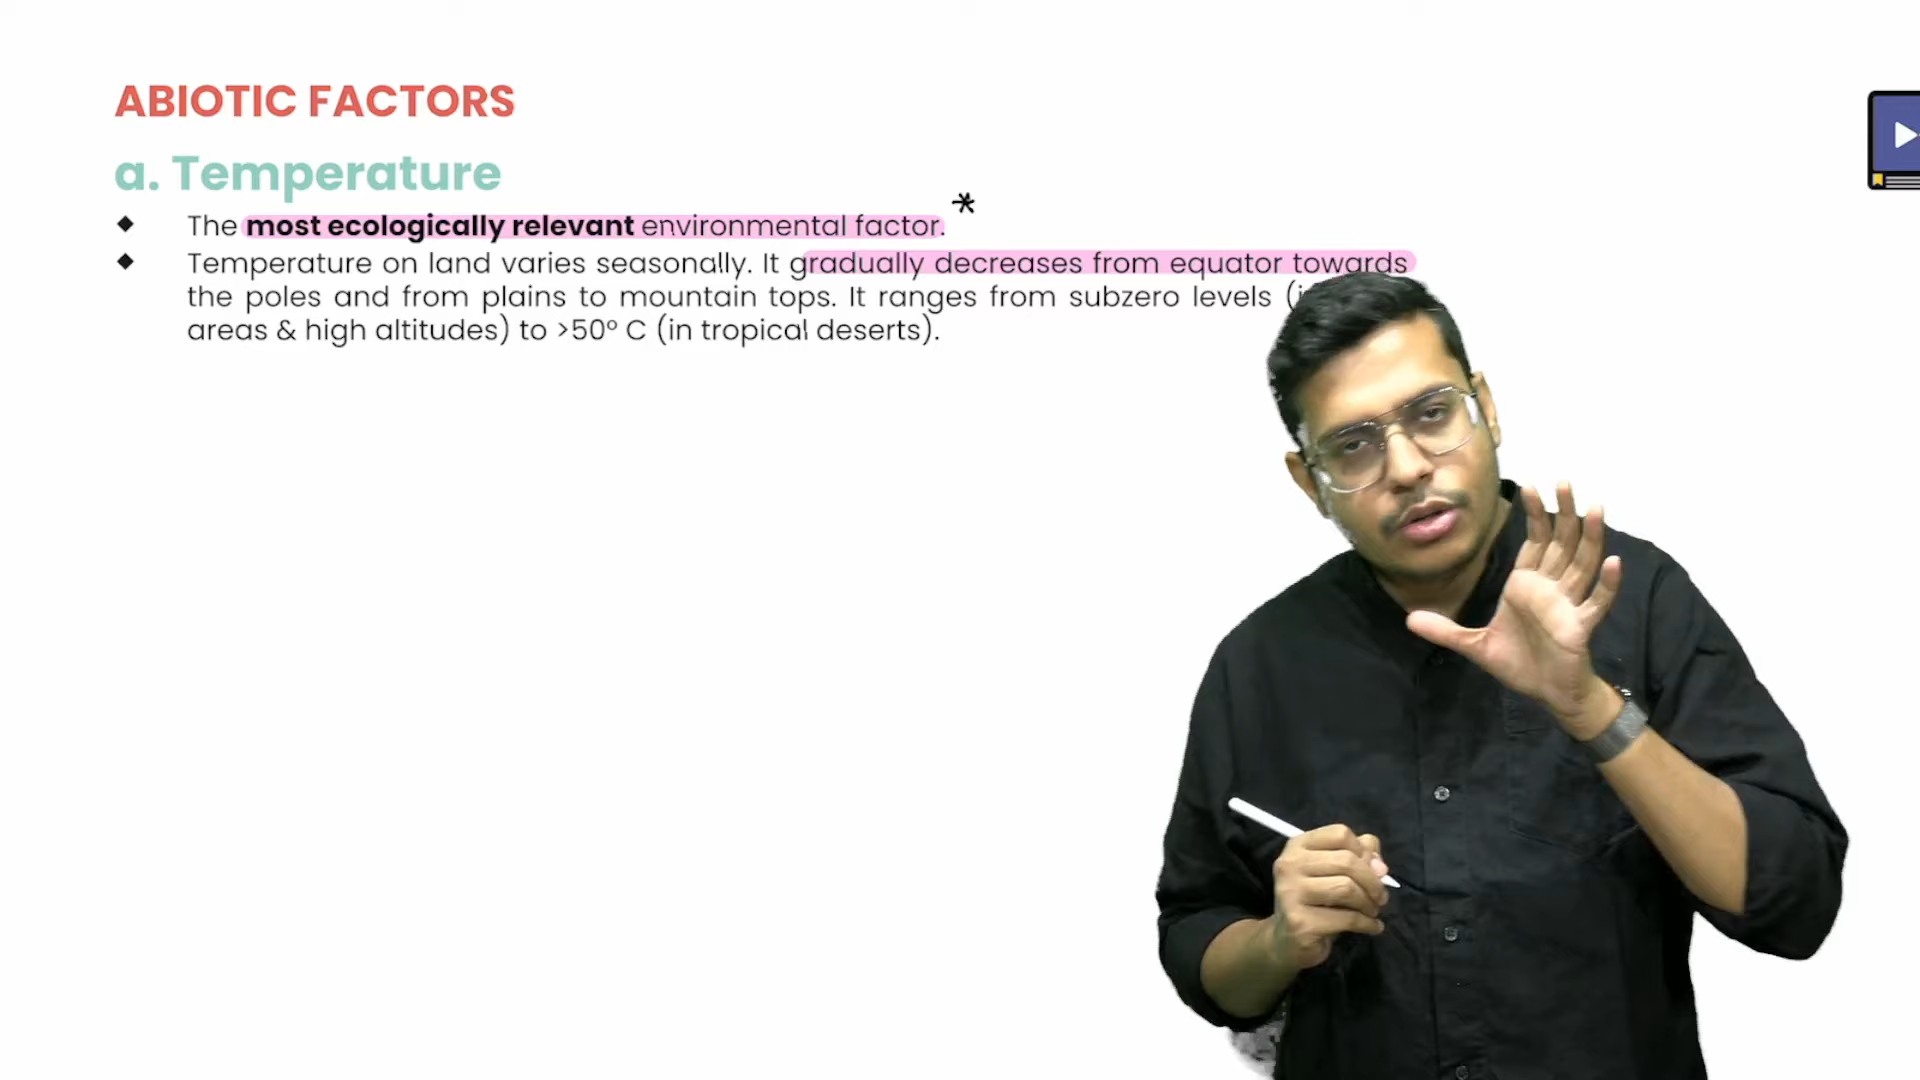 ABIOTIC FACTORS
a. Temperature
◆ The most ecologically relevant environmental factor. *
◆ Temperature on land varies seasonally. It gradually decreases from equator towards
the poles and from plains to mountain tops. It ranges from subzero levels (
areas & high altitudes) to >50° C (in tropical deserts).